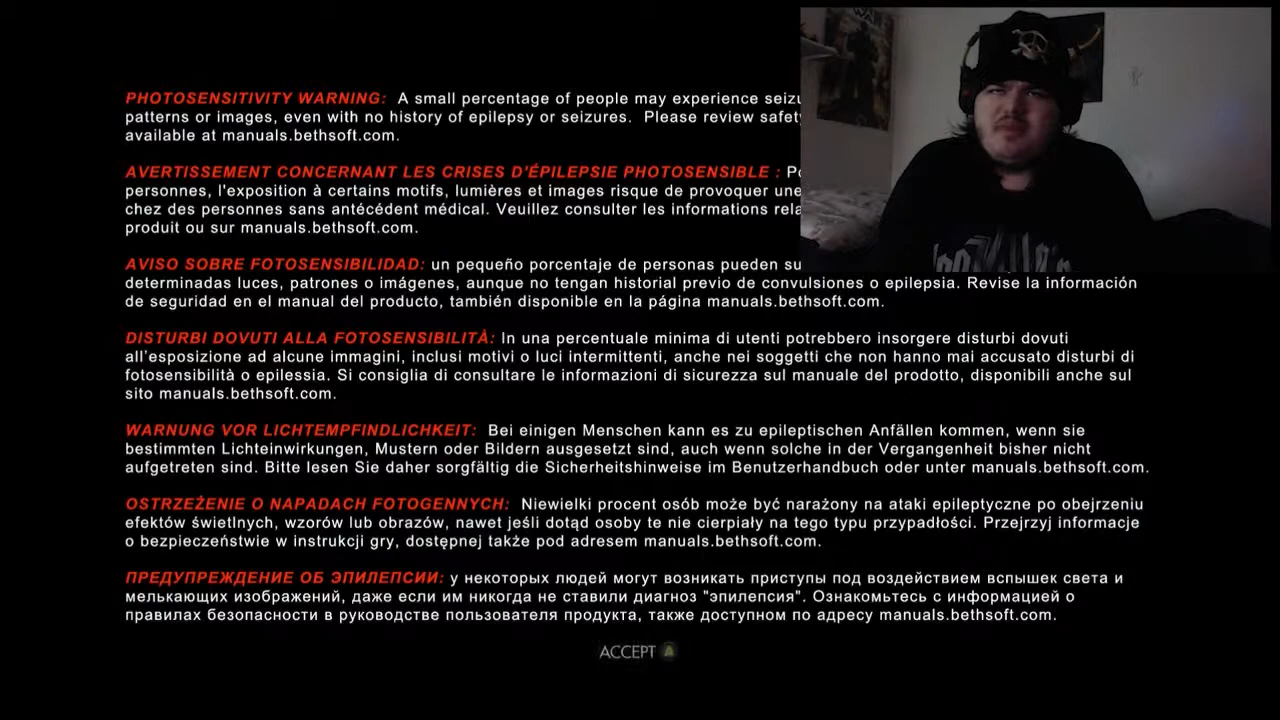 PHOTOSENSITIVITY WARNING: A small percentage of people may experience
patterns or images, even with no history of epilepsy or seizures. Please review
available at manuals.bethsoft.com.
AVERTISSEMENT CONCERNANT LES CRISES D'ÉPILEPSIE PHOTOSENSIBLE :
personnes, l'exposition à certains motifs, lumières et images risque de provoquer une
chez des personnes sans antécédent médical. Veuillez consulter les informations
produit ou sur manuals.bethsoft.com.
AVISO SOBRE FOTOSENSIBILIDAD: un pequeño porcentaje de personas pueden
determinadas luces, patrones o imágenes, aunque no tengan historial previo de convulsiones o epilepsia. Revise la información
de seguridad en el manual del producto, también disponible en la página manuals.bethsoft.com.
DISTURBI DOVUTI ALLA FOTOSENSIBILITÀ: In una percentuale minima di utenti potrebbero insorgere disturbi dovuti
all'esposizione ad alcune immagini, inclusi motivi o luci intermittenti, anche nei soggetti che non hanno mai accusato disturbi di
fotosensibilità o epilessia. Si consiglia di consultare le informazioni di sicurezza sul manuale del prodotto, disponibili anche sul
sito manuals.bethsoft.com.
WARNUNG VOR LICHTEMPFINDLICHKEIT: Bei einigen Menschen kann es zu epileptischen Anfällen kommen, wenn sie
bestimmten Lichteinwirkungen, Mustern oder Bildern ausgesetzt sind, auch wenn solche in der Vergangenheit bisher nicht
aufgetreten sind. Bitte lesen Sie daher sorgfältig die Sicherheitshinweise im Benutzerhandbuch oder unter manuals.bethsoft.com.
OSTRZEŻENIE O NAPADACH FOTOGENNYCH: Niewielki procent osób może być narażony na ataki epileptyczne po obejrzeniu
efektów świetlnych, wzorów lub obrazów, nawet jeśli dotąd osoby te nie cierpiały na tego typu przypadłości. Przejrzyj informacje
o bezpieczeństwie w instrukcji gry, dostępnej także pod adresem manuals.bethsoft.com.
ПРЕДУПРЕЖДЕНИЕ ОБ ЭПИЛЕПСИИ: у некоторых людей могут возникать приступы под воздействием вспышек света и
мелькающих изображений, даже если им никогда не ставили диагноз "эпилепсия". Ознакомьтесь с информацией о
правилах безопасности в руководстве пользователя продукта, также доступном по адресу manuals.bethsoft.com.
ACCEPT A